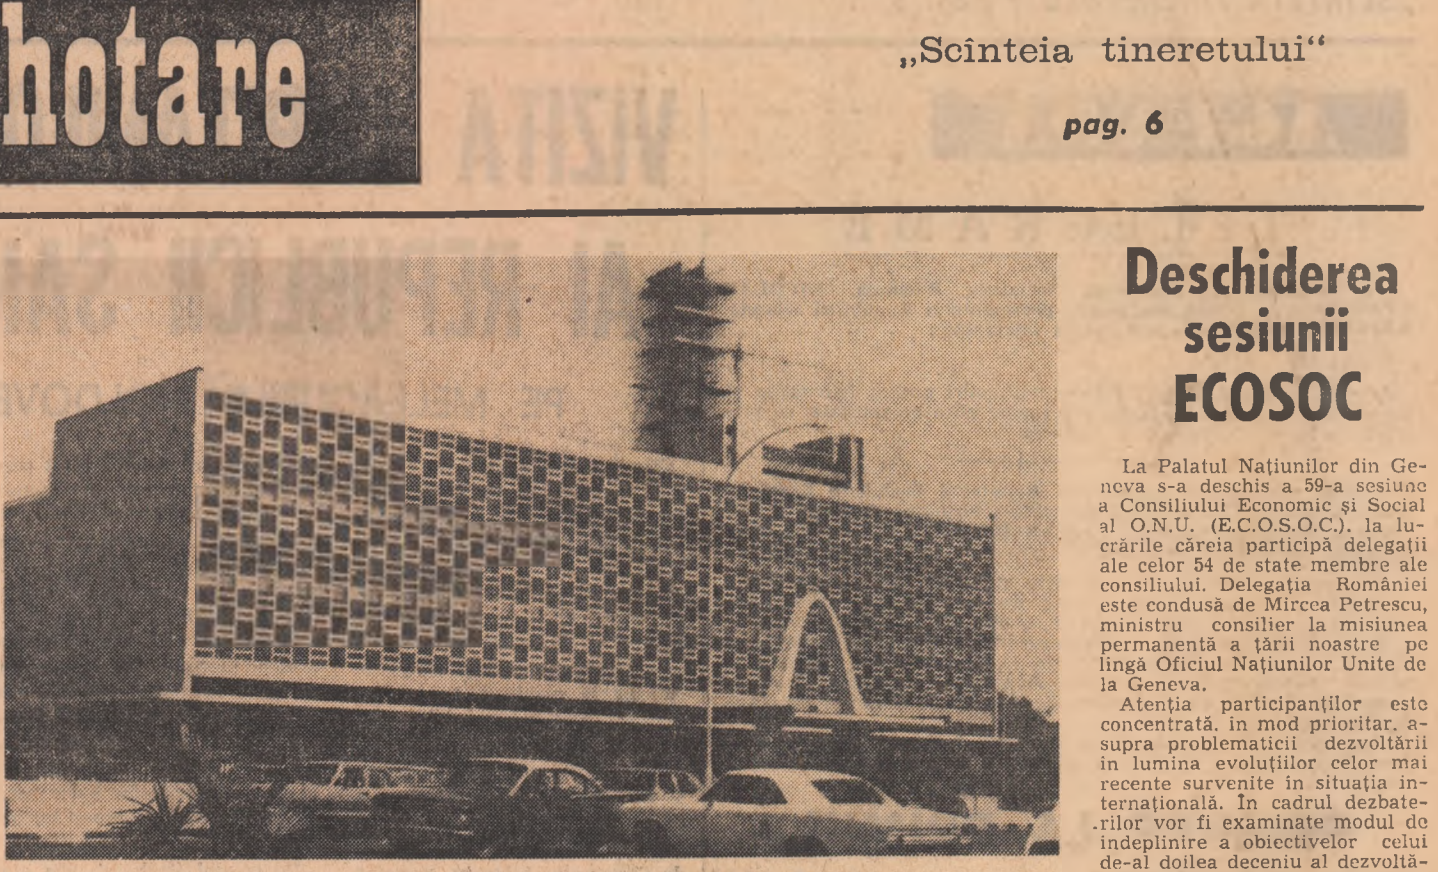 hotare
„Scînteia tineretului“
pag. 6
Deschiderea
sesiunii
ECOSOC
La Palatul Națiunilor din Ge-
neva s-a deschis a 59-a sesiune
a Consiliului Economic și Social
al O.N.U. (E.C.O.S.O.C.). la lu-
crările căreia participă delegații
ale celor 54 de state membre ale
consiliului. Delegația României
este condusă de Mircea Petrescu,
ministru consilier la misiunea
permanentă a țării noastre pe
lingă Oficiul Națiunilor Unite de
la Geneva.
Atenția participanților este
concentrată. in mod prioritar. a-
supra problematicii dezvoltării
in lumina evoluțiilor celor mai
recente survenite în situația in-
ternațională. În cadrul dezbate-
rilor vor fi examinate modul de
indeplinire a obiectivelor celui
de-al doilea deceniu al dezvoltă-